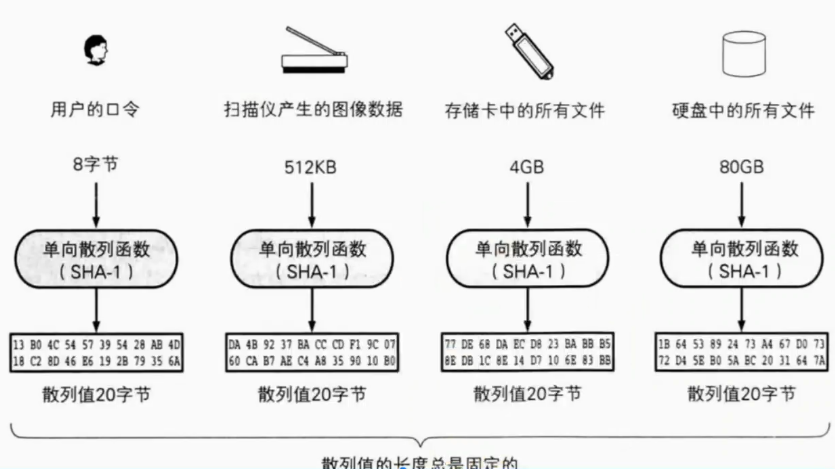 用户的口令
扫描仪产生的图像数据
存储卡中的所有文件
硬盘中的所有文件
8字节
512KB
4GB
80GB
单向散列函数
(SHA-1)
单向散列函数
(SHA-1)
单向散列函数
(SHA-1)
单向散列函数
(SHA-1)
13 B0 4C 54 57 39 54 28 AB 4D
18 C2 8D 46 E6 19 2B 79 35 6A
DA 4B 92 37 BA CC CD F1 9C 07
60 CA B7 AE C4 A8 35 90 10 B0
77 DE 68 DA EC D8 23 BA BB B5
8E DB 1C 8E 14 D7 10 6E 83 BB
1B 64 53 89 24 73 A4 67 D0 73
72 D4 5E B0 5A BC 20 31 64 7A
散列值20字节
散列值20字节
散列值20字节
散列值20字节
散列值的长度总是固定的